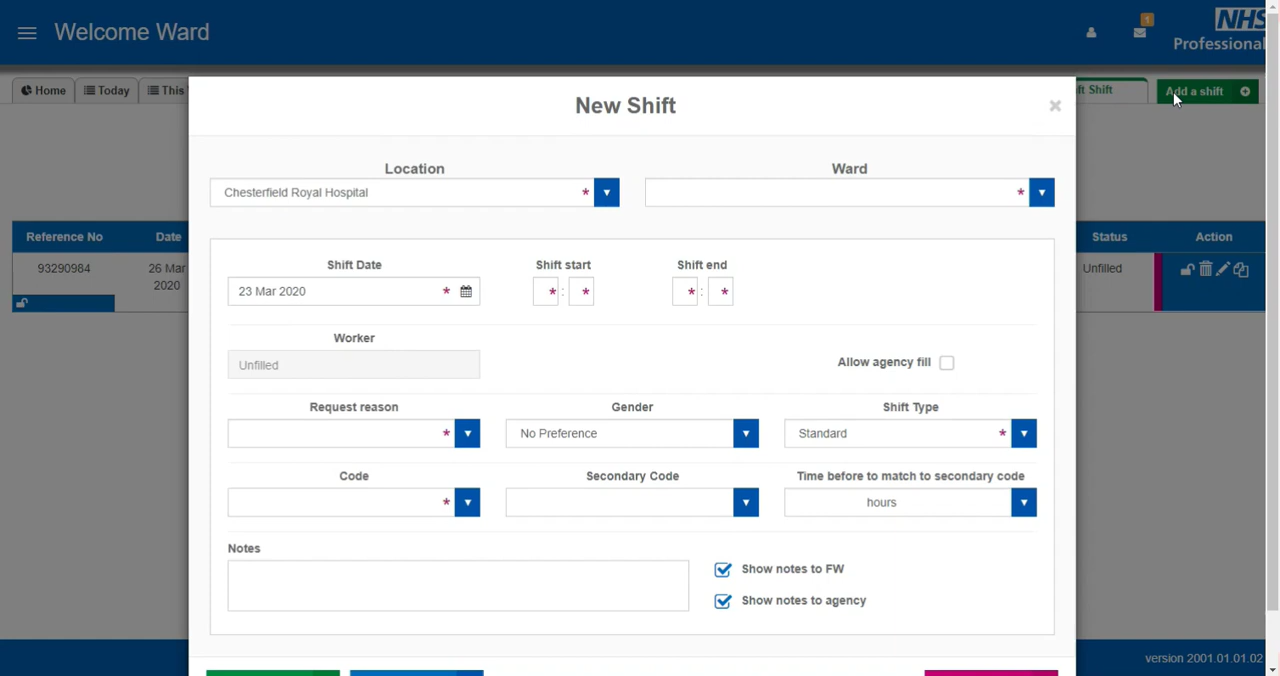 Welcome Ward
1
NHS
Professional
Home
Today
This
ft Shift
Add a shift
New Shift
×
Location
Ward
Chesterfield Royal Hospital *
*
Reference No
Date
Status
Action
93290984
26 Mar
2020
Unfilled
Shift Date
Shift start
Shift end
23 Mar 2020 *
* : *
* : *
Worker
Unfilled
Allow agency fill
Request reason
Gender
Shift Type
*
No Preference
Standard *
Code
Secondary Code
Time before to match to secondary code
*
hours
Notes
Show notes to FW
Show notes to agency
version 2001.01.01.02